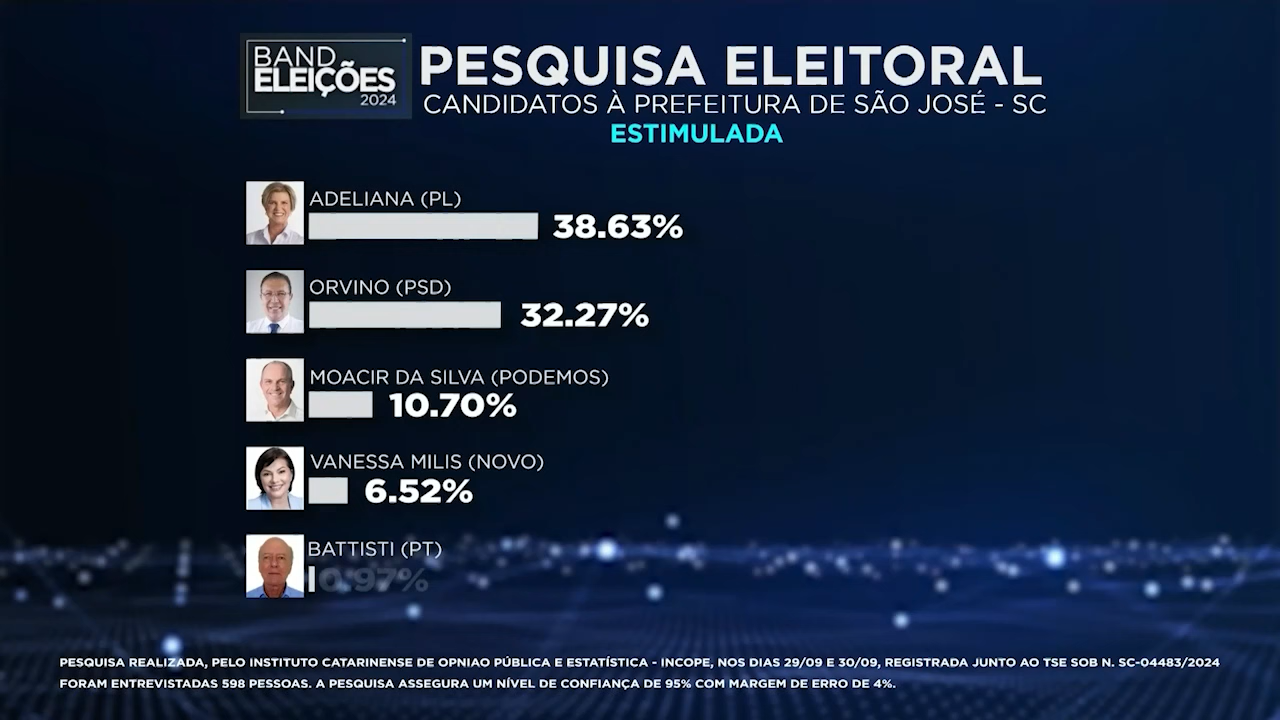 BAND
ELEIÇÕES
2024
PESQUISA ELEITORAL
CANDIDATOS À PREFEITURA DE SÃO JOSÉ - SC
ESTIMULADA
ADELIANA (PL)
38.63%
ORVINO (PSD)
32.27%
MOACIR DA SILVA (PODEMOS)
10.70%
VANESSA MILIS (NOVO)
6.52%
BATTISTI (PT)
0.97%
PESQUISA REALIZADA, PELO INSTITUTO CATARINENSE DE OPNIAO PÚBLICA E ESTATÍSTICA - INCOPE, NOS DIAS 29/09 E 30/09, REGISTRADA JUNTO AO TSE SOB N. SC-04483/2024
FORAM ENTREVISTADAS 598 PESSOAS. A PESQUISA ASSEGURA UM NÍVEL DE CONFIANÇA DE 95% COM MARGEM DE ERRO DE 4%.